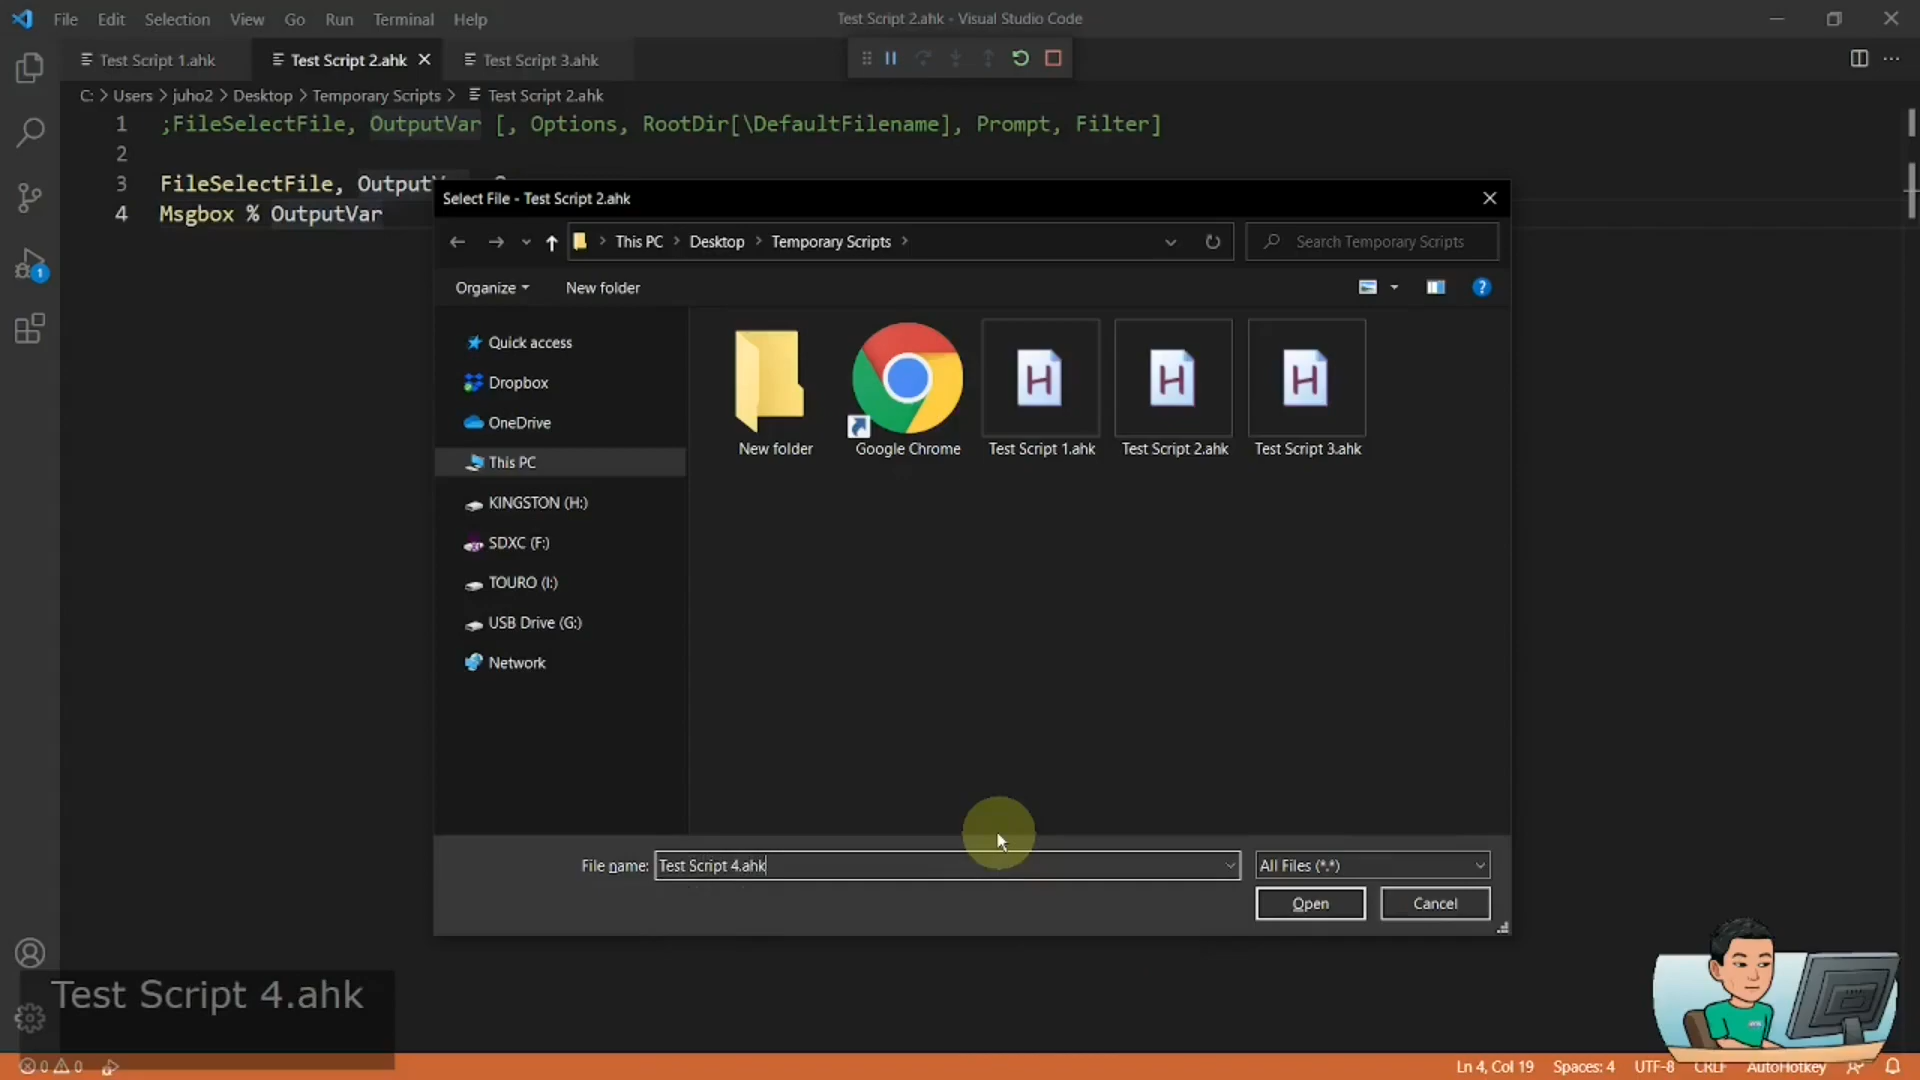 File Edit Selection View Go Run Terminal Help
Test Script 2.ahk - Visual Studio Code
Test Script 1.ahk
Test Script 2.ahk
Test Script 3.ahk
C: > Users > juho2 > Desktop > Temporary Scripts > Test Script 2.ahk
1 ;FileSelectFile, OutputVar [, Options, RootDir[\DefaultFilename], Prompt, Filter]
2
3 FileSelectFile,
4 Msgbox % OutputVar
Select File - Test Script 2.ahk
This PC > Desktop > Temporary Scripts >
Search Temporary Scripts
Organize
New folder
Quick access
Dropbox
OneDrive
This PC
KINGSTON (H:)
SDXC (F:)
TOURO (I:)
USB Drive (G:)
Network
New folder
Google Chrome
Test Script 1.ahk
Test Script 2.ahk
Test Script 3.ahk
File name: Test Script 4.ahk
All Files (*.*)
Open
Cancel
1
Test Script 4.ahk
0 0
Ln 4, Col 19
Spaces: 4
UTF-8
CRLF
AutoHotkey